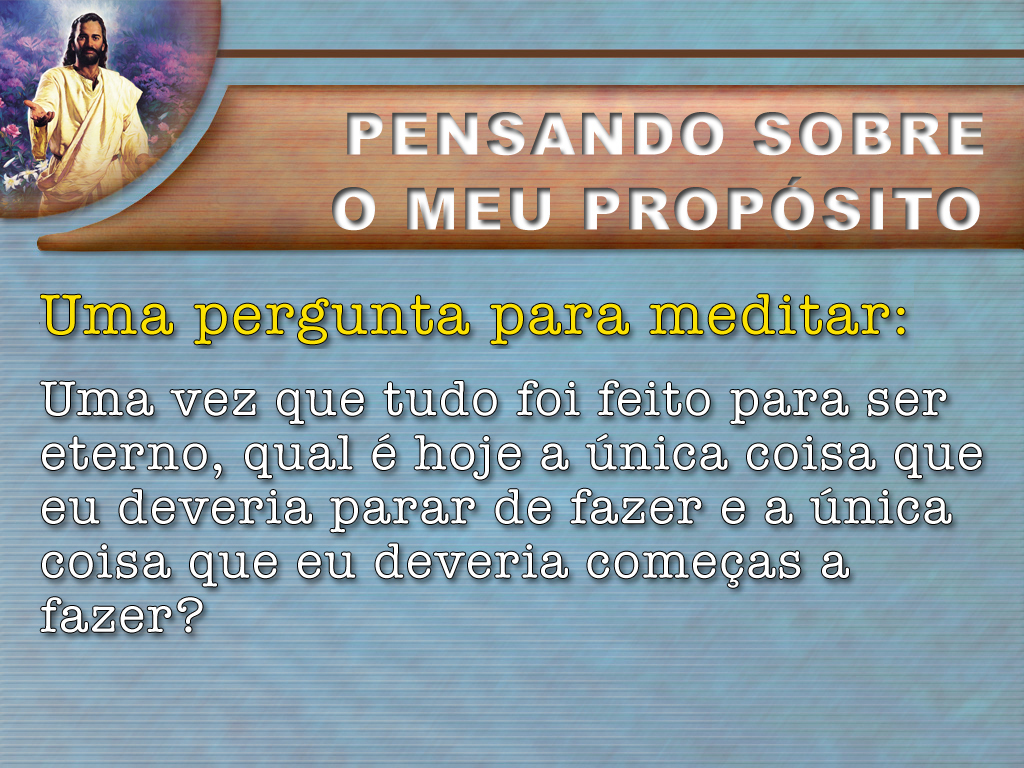 PENSANDO SOBRE
O MEU PROPÓSITO
Uma pergunta para meditar:
Uma vez que tudo foi feito para ser
eterno, qual é hoje a única coisa que
eu deveria parar de fazer e a única
coisa que eu deveria começas a
fazer?